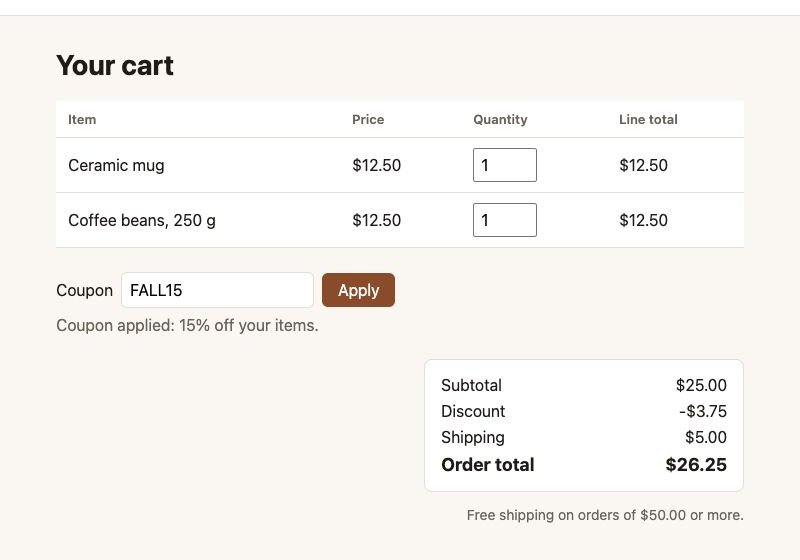 Your cart
Item Price Quantity Line total
Ceramic mug $12.50 1 $12.50
Coffee beans, 250 g $12.50 1 $12.50
Coupon FALL15 Apply
Coupon applied: 15% off your items.
Subtotal $25.00
Discount -$3.75
Shipping $5.00
Order total $26.25
Free shipping on orders of $50.00 or more.